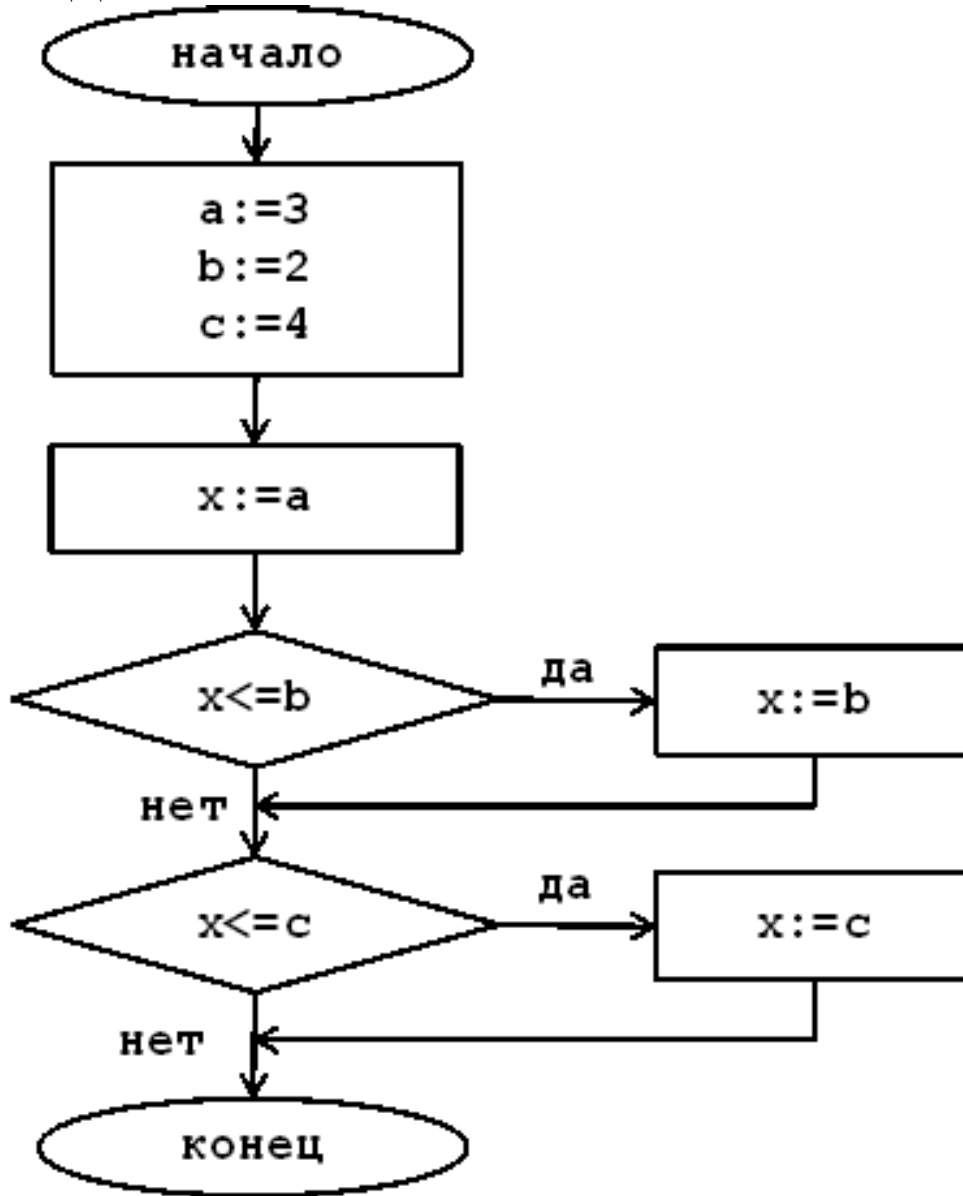 начало
a:=3
b:=2
c:=4
x:=a
x<=b
да
x:=b
нет
x<=c
да
x:=c
нет
конец